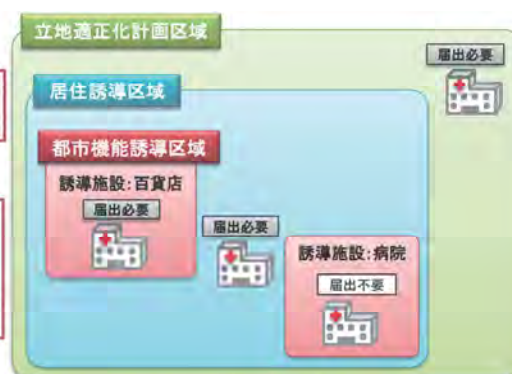 立地適正化計画区域
届出必要
居住誘導区域
都市機能誘導区域
誘導施設:百貨店
届出必要
届出必要
誘導施設:病院
届出不要